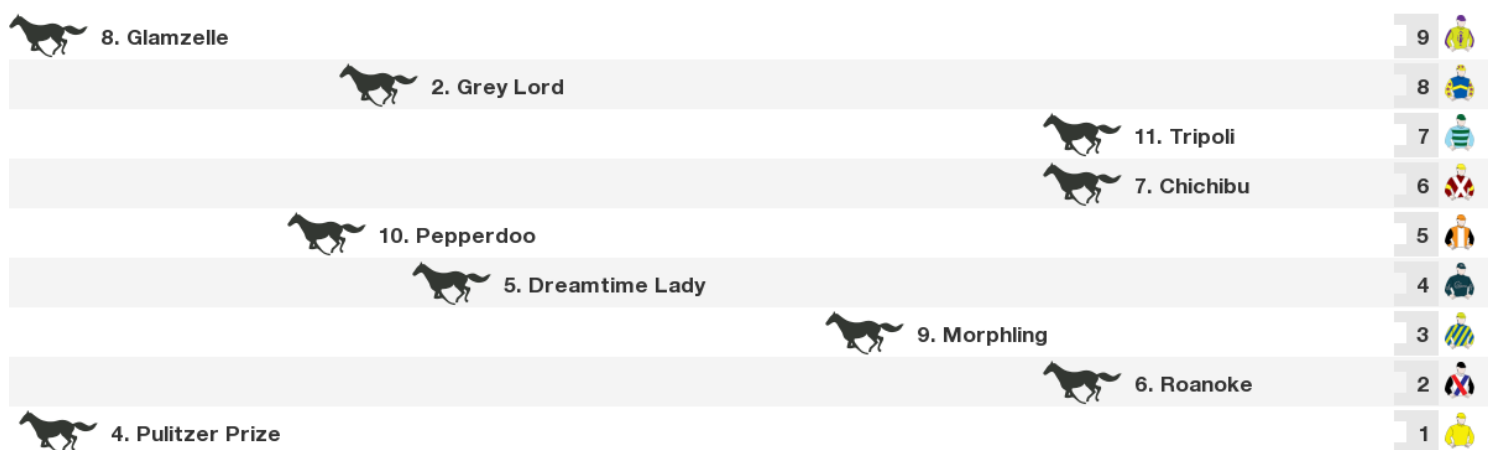 8. Glamzelle 9
2. Grey Lord 8
11. Tripoli 7
7. Chichibu 6
10. Pepperdoo 5
5. Dreamtime Lady 4
9. Morphling 3
6. Roanoke 2
4. Pulitzer Prize 1